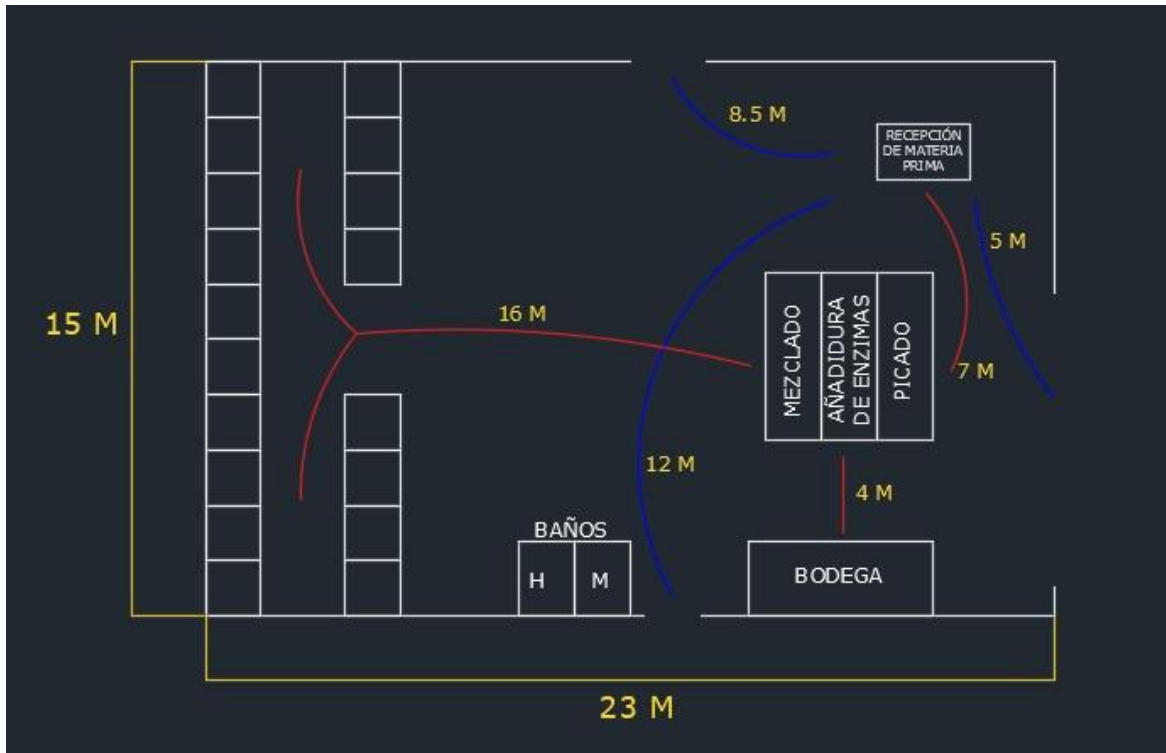 8.5 M
RECEPCIÓN
DE MATERIA
PRIMA
5 M
15 M
16 M
MEZCLADO
AÑADIDURA
DE ENZIMAS
PICADO
7 M
12 M
4 M
BAÑOS
H
M
BODEGA
23 M